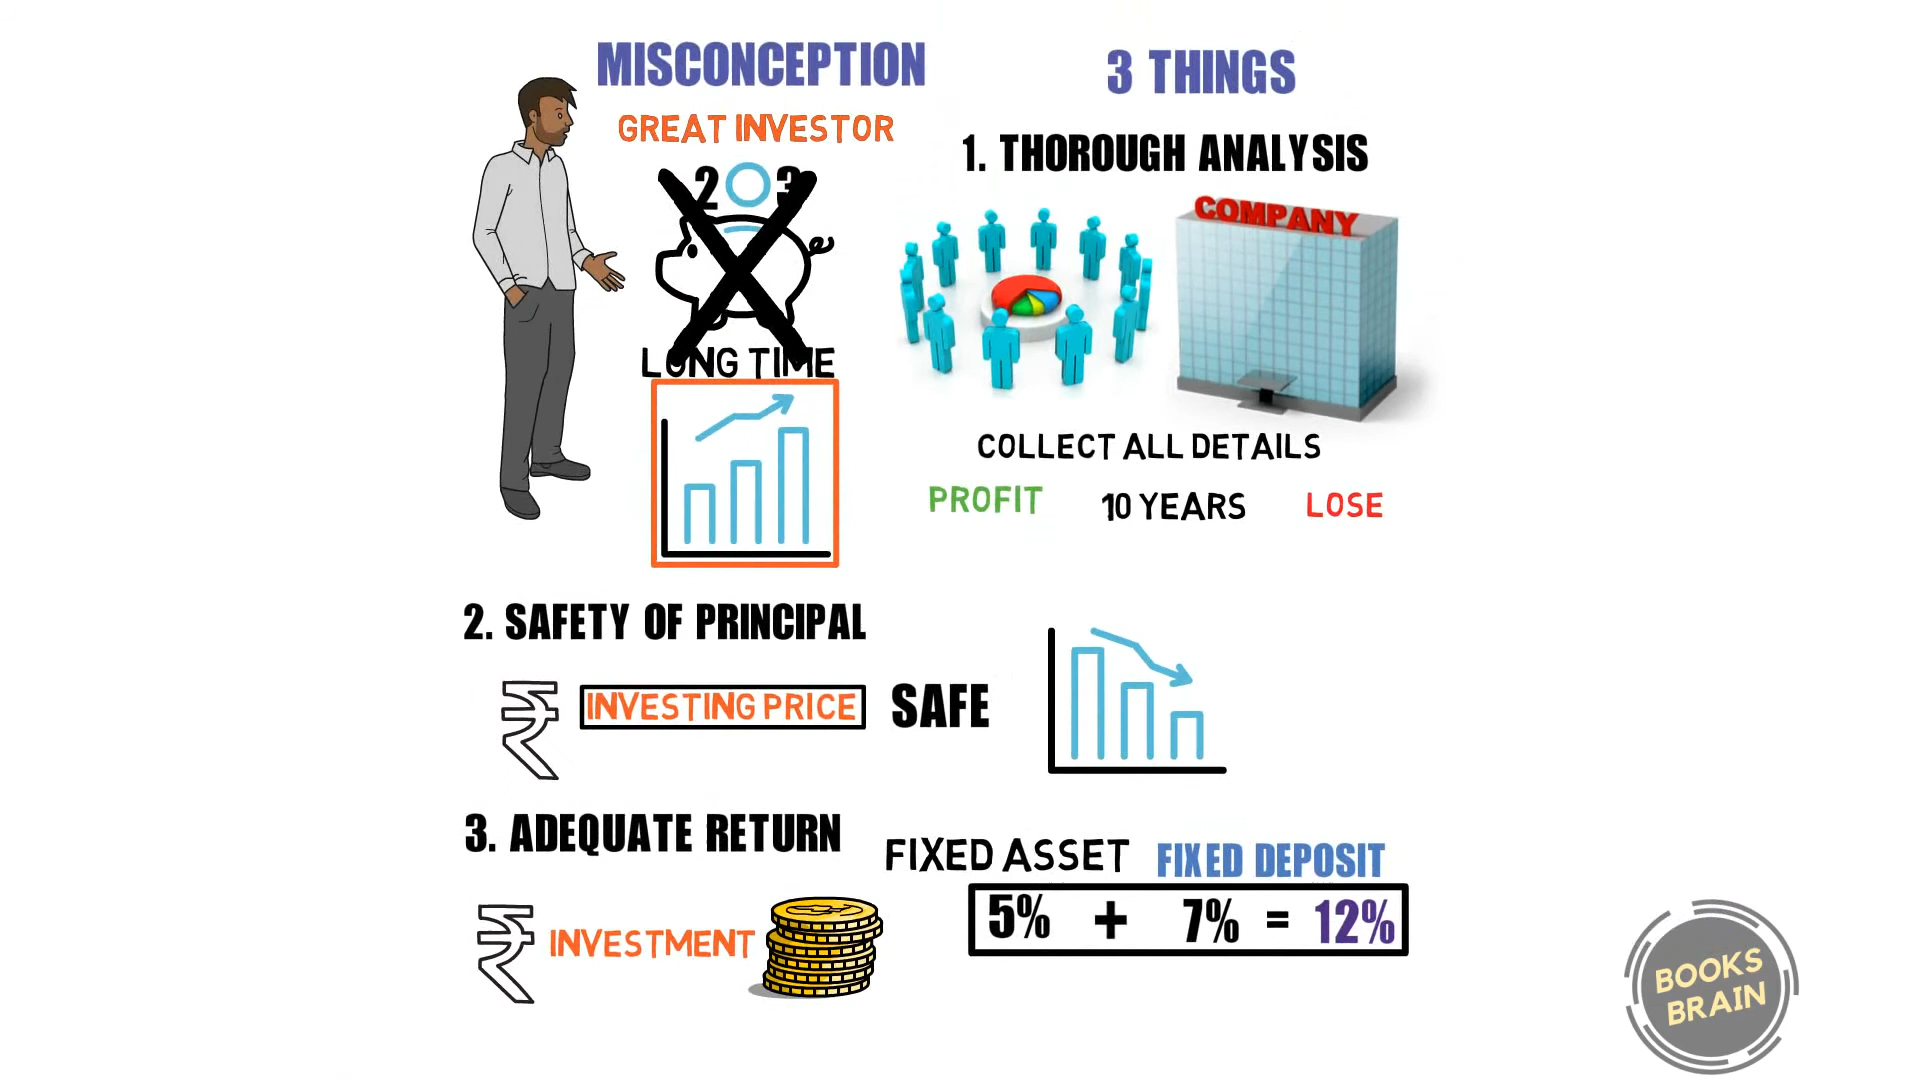 MISCONCEPTION
GREAT INVESTOR
2 3
LONG TIME
3 THINGS
1. THOROUGH ANALYSIS
COMPANY
COLLECT ALL DETAILS
PROFIT 10 YEARS LOSE
2. SAFETY OF PRINCIPAL
₹ INVESTING PRICE SAFE
3. ADEQUATE RETURN
FIXED ASSET FIXED DEPOSIT
5% + 7% = 12%
₹ INVESTMENT
BOOKS
BRAIN